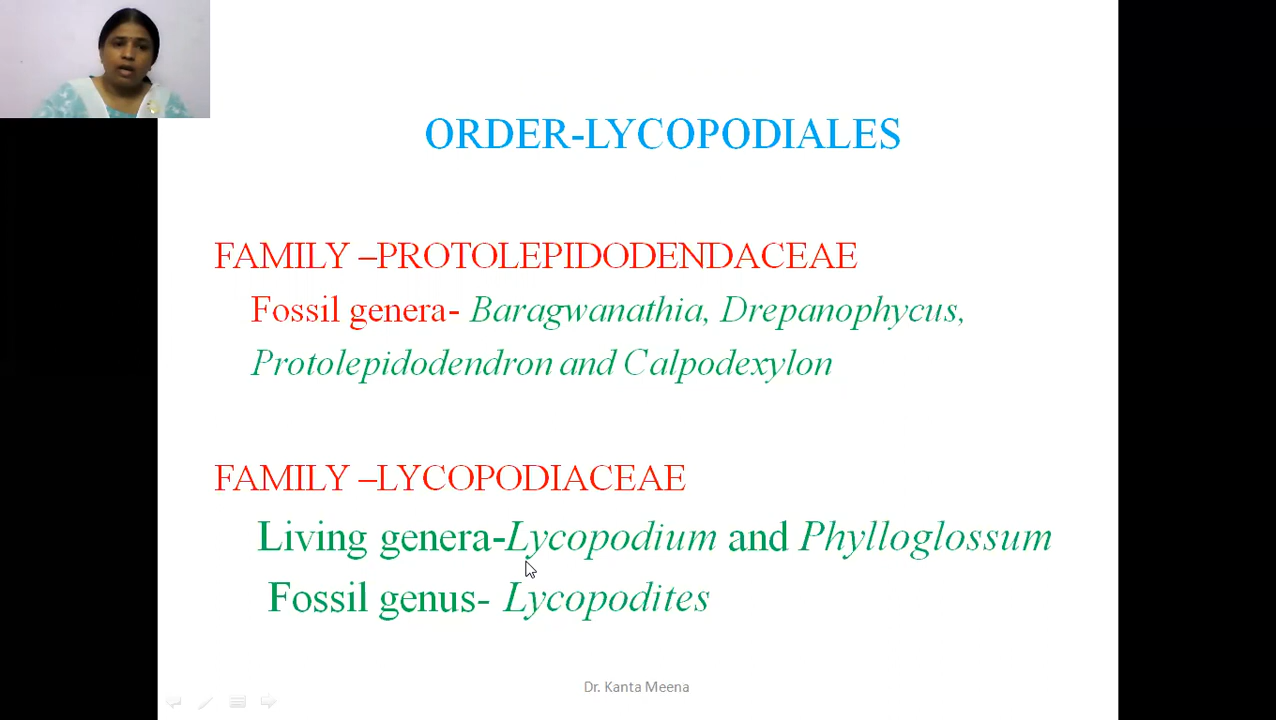 ORDER-LYCOPODIALES
FAMILY –PROTOLEPIDODENDACEAE
Fossil genera- Baragwanathia, Drepanophycus,
Protolepidodendron and Calpodexylon
FAMILY –LYCOPODIACEAE
Living genera-Lycopodium and Phylloglossum
Fossil genus- Lycopodites
Dr. Kanta Meena